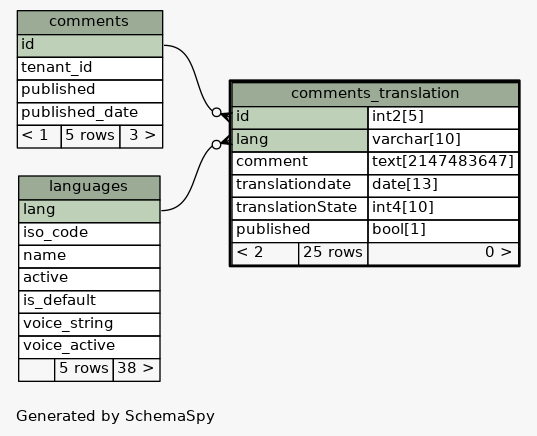 comments
id
tenant_id
published
published_date
< 1 5 rows 3 >
comments_translation
id int2[5]
lang varchar[10]
comment text[2147483647]
translationdate date[13]
translationState int4[10]
published bool[1]
< 2 25 rows 0 >
languages
lang
iso_code
name
active
is_default
voice_string
voice_active
5 rows 38 >
Generated by SchemaSpy